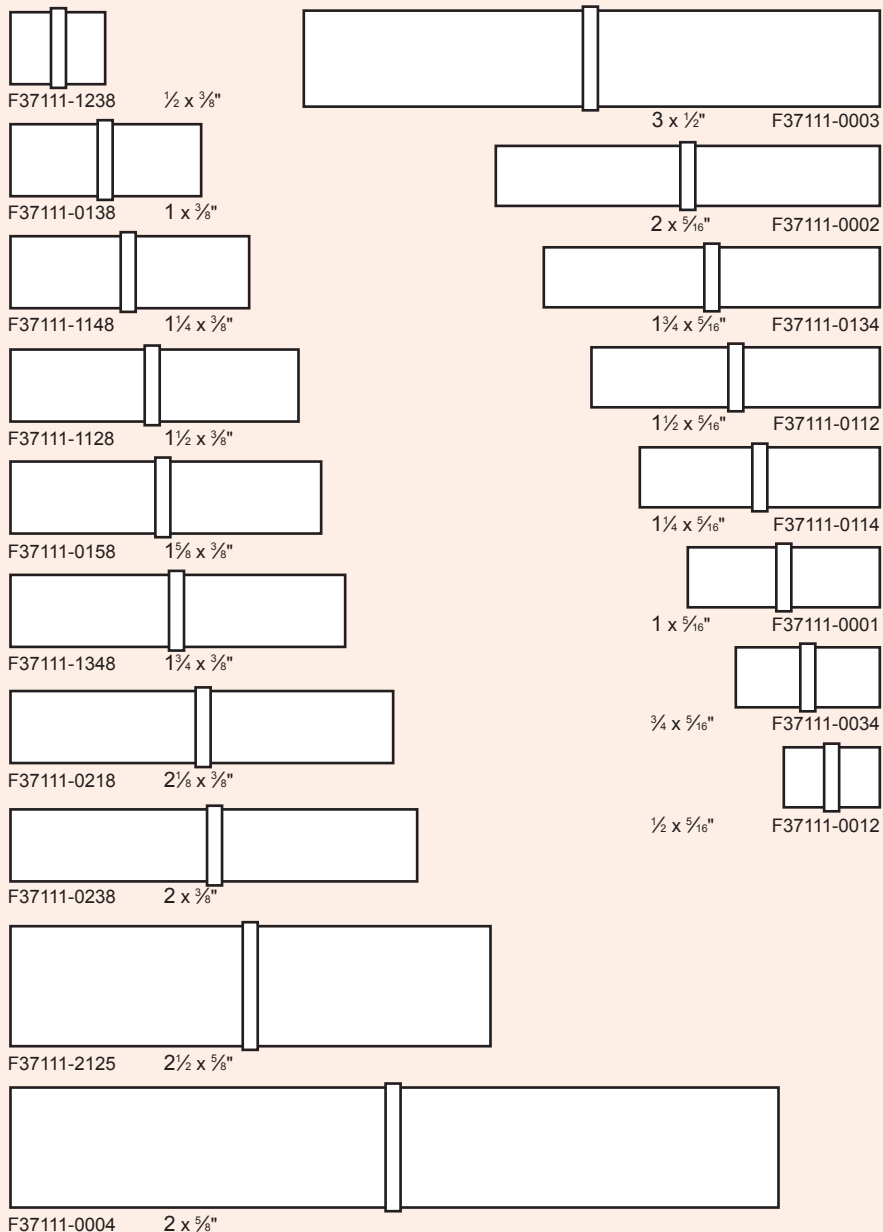 F37111-1238 ½ x ⅜"
F37111-0138 1 x ⅜"
F37111-1148 1¼ x ⅜"
F37111-1128 1½ x ⅜"
F37111-0158 1⅝ x ⅜"
F37111-1348 1¾ x ⅜"
F37111-0218 2⅛ x ⅜"
F37111-0238 2 x ⅜"
F37111-2125 2½ x ⅝"
F37111-0004 2 x ⅝"
3 x ½" F37111-0003
2 x 5⁄16" F37111-0002
1¾ x 5⁄16" F37111-0134
1½ x 5⁄16" F37111-0112
1¼ x 5⁄16" F37111-0114
1 x 5⁄16" F37111-0001
¾ x 5⁄16" F37111-0034
½ x 5⁄16" F37111-0012